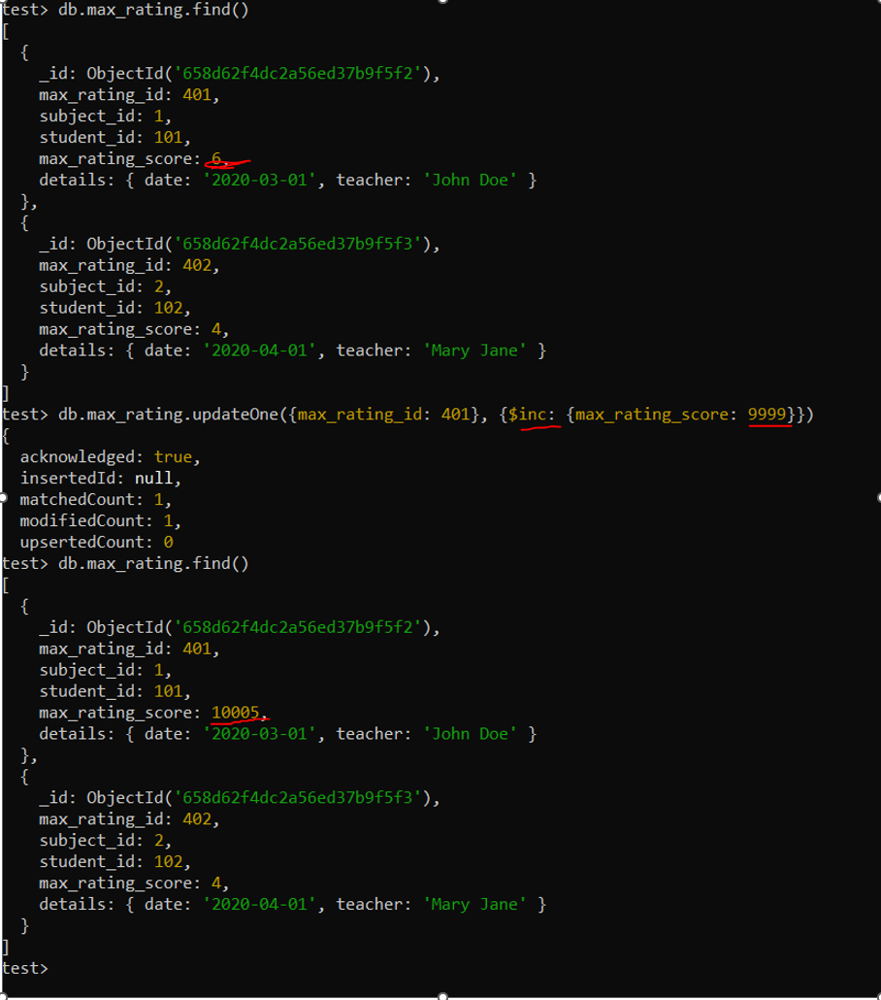 test> db.max_rating.find()
[
  {
    _id: ObjectId('658d62f4dc2a56ed37b9f5f2'),
    max_rating_id: 401,
    subject_id: 1,
    student_id: 101,
    max_rating_score: 6,
    details: { date: '2020-03-01', teacher: 'John Doe' }
  },
  {
    _id: ObjectId('658d62f4dc2a56ed37b9f5f3'),
    max_rating_id: 402,
    subject_id: 2,
    student_id: 102,
    max_rating_score: 4,
    details: { date: '2020-04-01', teacher: 'Mary Jane' }
  }
]
test> db.max_rating.updateOne({max_rating_id: 401}, {$inc: {max_rating_score: 9999}})
{
  acknowledged: true,
  insertedId: null,
  matchedCount: 1,
  modifiedCount: 1,
  upsertedCount: 0
test> db.max_rating.find()
[
  {
    _id: ObjectId('658d62f4dc2a56ed37b9f5f2'),
    max_rating_id: 401,
    subject_id: 1,
    student_id: 101,
    max_rating_score: 10005,
    details: { date: '2020-03-01', teacher: 'John Doe' }
  },
  {
    _id: ObjectId('658d62f4dc2a56ed37b9f5f3'),
    max_rating_id: 402,
    subject_id: 2,
    student_id: 102,
    max_rating_score: 4,
    details: { date: '2020-04-01', teacher: 'Mary Jane' }
  }
]
test>